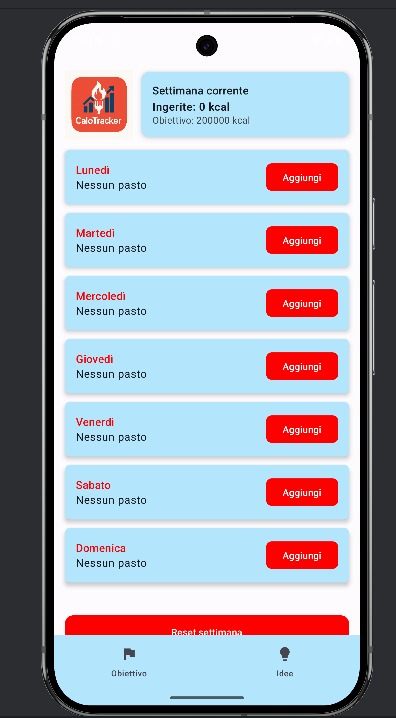 CaloTracker
Settimana corrente
Ingerite: 0 kcal
Obiettivo: 200000 kcal
Lunedì
Nessun pasto
Aggiungi
Martedì
Nessun pasto
Aggiungi
Mercoledì
Nessun pasto
Aggiungi
Giovedì
Nessun pasto
Aggiungi
Venerdì
Nessun pasto
Aggiungi
Sabato
Nessun pasto
Aggiungi
Domenica
Nessun pasto
Aggiungi
Reset settimana
Obiettivo
Idee